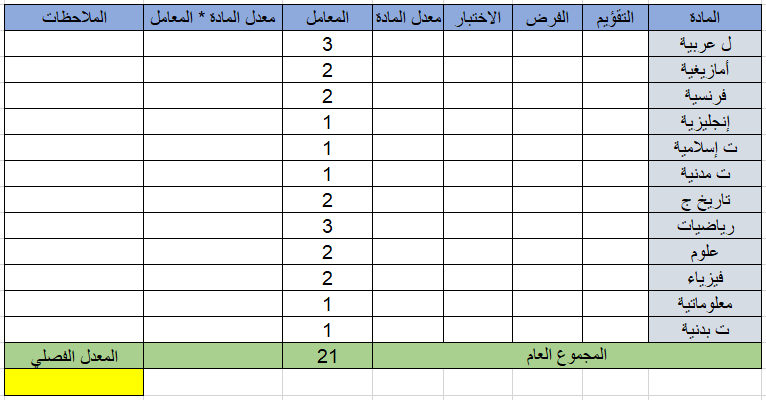 المادة التقؤيم الفرض الاختبار معدل المادة المعامل معدل المادة * المعامل الملاحظات
ل عربية 3
أمازيغية 2
فرنسية 2
إنجليزية 1
ت إسلامية 1
ت مدنية 1
تاريخ ج 2
رياضيات 3
علوم 2
فيزياء 2
معلوماتية 1
ت بدنية 1
المجموع العام 21 المعدل الفصلي